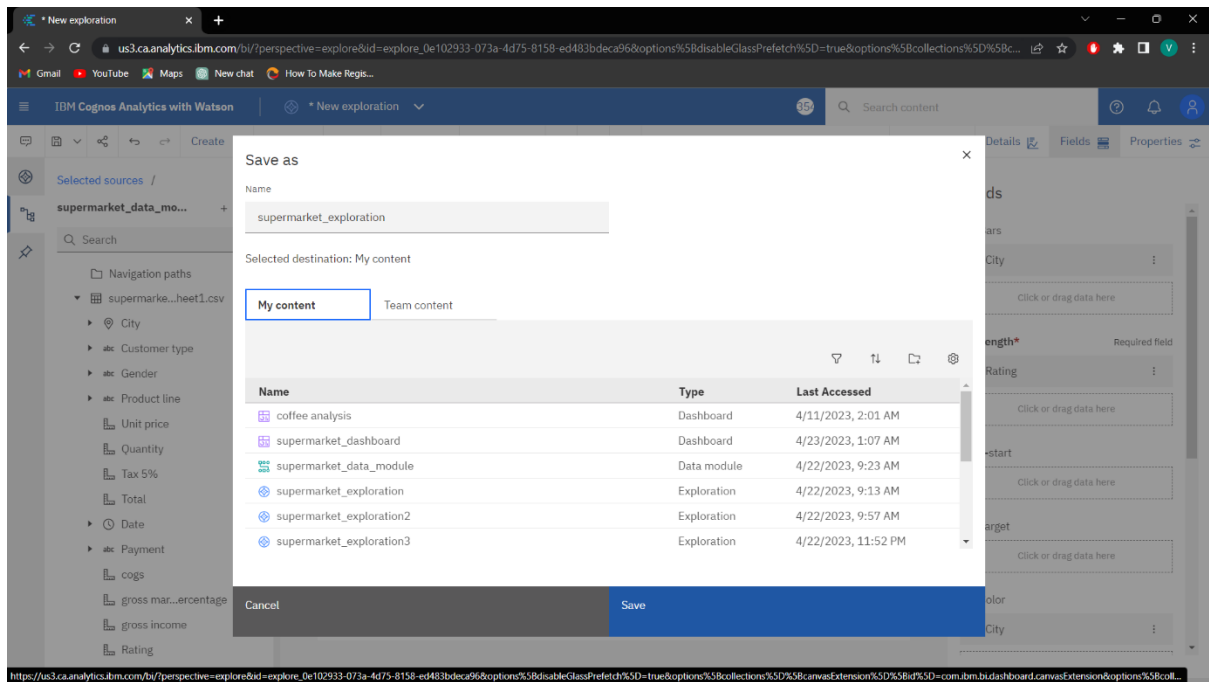 * New exploration
us3.ca.analytics.ibm.com/bi/?perspective=explore&id=explore_0e102933-073a-4d75-8158-ed483bdeca96&options%5BdisableGlassPrefetch%5D=true&options%5Bcollections%5D%5Bc...
V
Gmail YouTube Maps New chat How To Make Regis...
IBM Cognos Analytics with Watson * New exploration Search content
Create Details Fields Properties
Save as
Selected sources /
Name
supermarket_data_mo...
supermarket_exploration
Search
Selected destination: My content
City
Navigation paths
My content Team content
supermarke...heet1.csv
Click or drag data here
City
Required field
Customer type
Gender
Rating
Name Type Last Accessed
Product line
Click or drag data here
coffee analysis Dashboard 4/11/2023, 2:01 AM
Unit price
supermarket_dashboard Dashboard 4/23/2023, 1:07 AM
Quantity
supermarket_data_module Data module 4/22/2023, 9:23 AM
Tax 5%
Click or drag data here
supermarket_exploration Exploration 4/22/2023, 9:13 AM
Total
supermarket_exploration2 Exploration 4/22/2023, 9:57 AM
Date
supermarket_exploration3 Exploration 4/22/2023, 11:52 PM
Payment
Click or drag data here
cogs
gross mar...ercentage
Cancel Save
gross income
City
Rating
https://us3.ca.analytics.ibm.com/bi/?perspective=explore&id=explore_0e102933-073a-4d75-8158-ed483bdeca96&options%5BdisableGlassPrefetch%5D=true&options%5Bcollections%5D%5BcanvasExtension%5D%5Bid%5D=com.ibm.bi.dashboard.canvasExtension&options%5Bcoll...